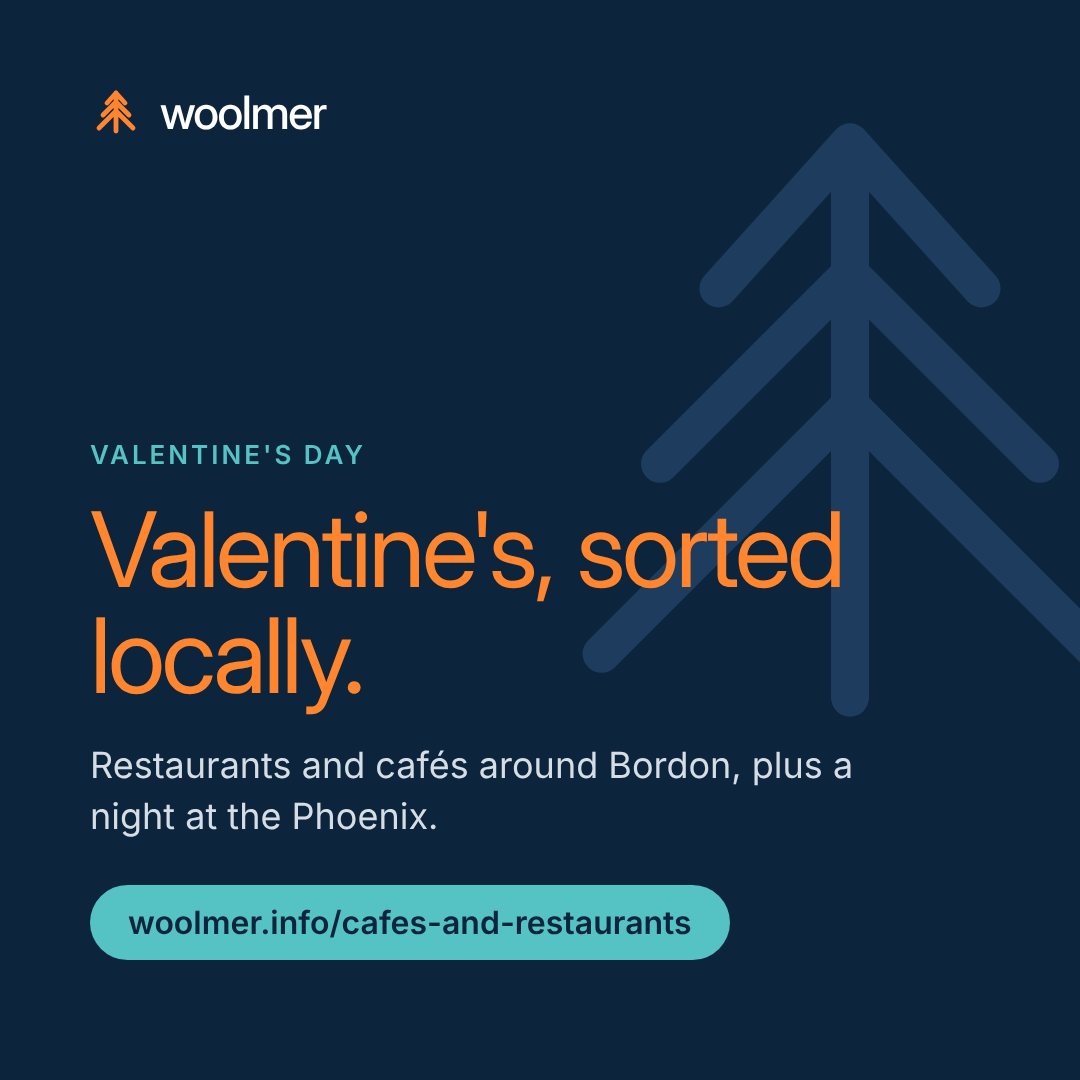 woolmer
VALENTINE'S DAY
Valentine's, sorted
locally.
Restaurants and cafés around Bordon, plus a
night at the Phoenix.
woolmer.info/cafes-and-restaurants